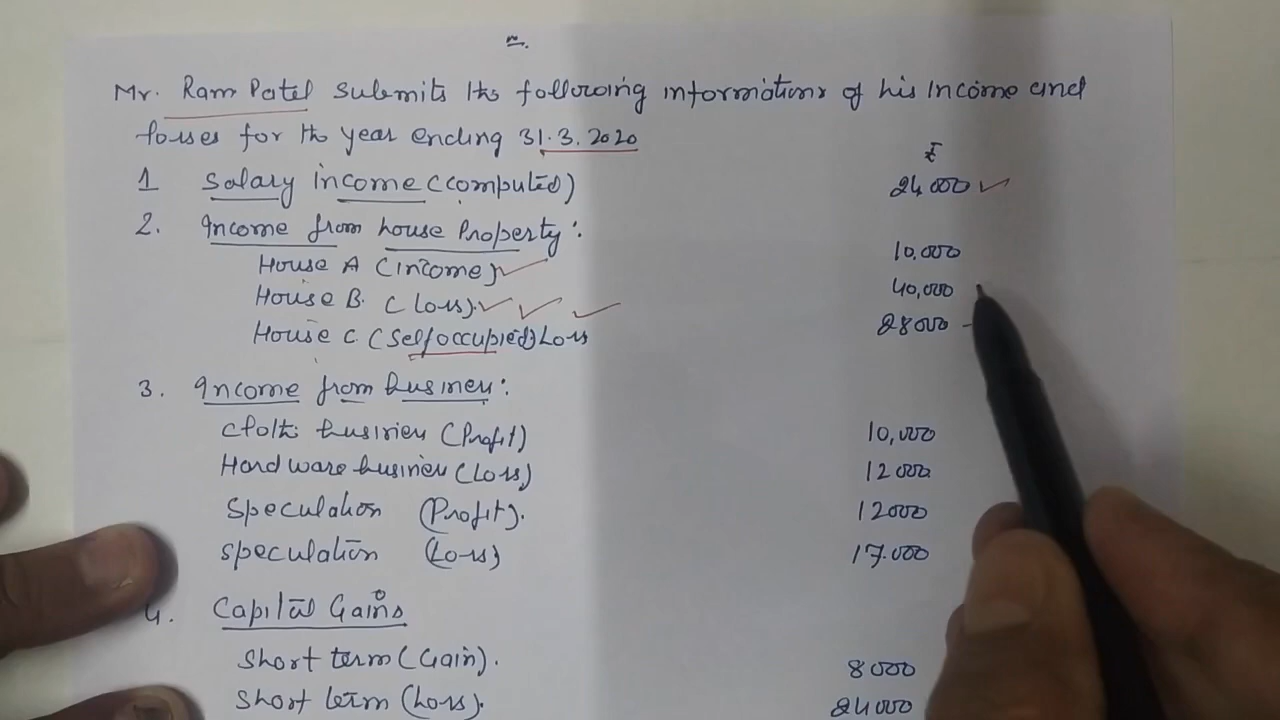 Mr. Ram Patel Submits the following informations of his Income and
losses for the year ending 31.3.2020
₹
1 Salary income (computed) 24000
2. Income from house Property:
House A (income) 10,000
House B. (Loss). 40,000
House C. (Selfoccupied) Loss 28000
3. Income from business:
Cloth business (Profit) 10,000
Hardware business (Loss) 12000
Speculation (Profit). 12000
Speculation (Loss) 17.000
4. Capital Gains
Short term (Gain). 8000
Short term (Loss). 24000